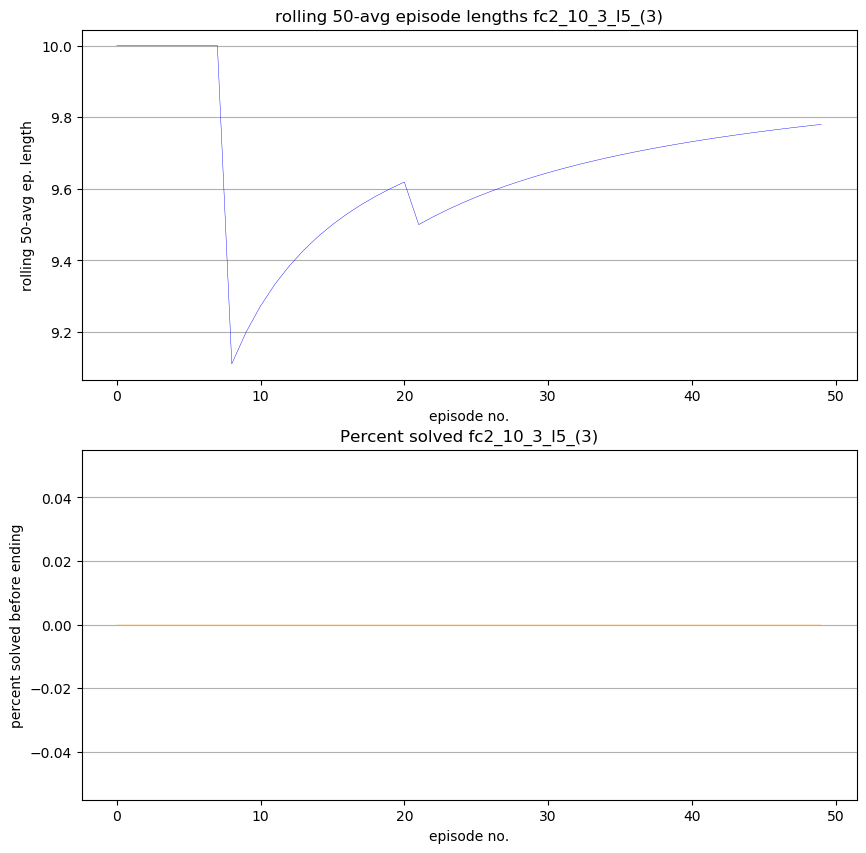 rolling 50-avg episode lengths fc2_10_3_l5_(3)
10.0
9.8
9.6
9.4
9.2
rolling 50-avg ep. length
0 10 20 30 40 50
episode no.
Percent solved fc2_10_3_l5_(3)
0.04
0.02
0.00
−0.02
−0.04
percent solved before ending
0 10 20 30 40 50
episode no.